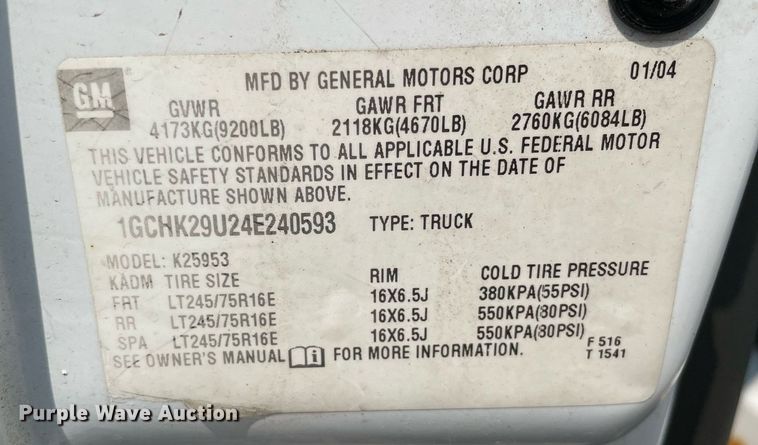 GM
MFD BY GENERAL MOTORS CORP 01/04
GVWR GAWR FRT GAWR RR
4173KG(9200LB) 2118KG(4670LB) 2760KG(6084LB)
THIS VEHICLE CONFORMS TO ALL APPLICABLE U.S. FEDERAL MOTOR
VEHICLE SAFETY STANDARDS IN EFFECT ON THE DATE OF
MANUFACTURE SHOWN ABOVE.
1GCHK29U24E240593 TYPE: TRUCK
MODEL: K25953
KADM TIRE SIZE RIM COLD TIRE PRESSURE
FRT LT245/75R16E 16X6.5J 380KPA(55PSI)
RR LT245/75R16E 16X6.5J 550KPA(80PSI)
SPA LT245/75R16E 16X6.5J 550KPA(80PSI)
SEE OWNER'S MANUAL i FOR MORE INFORMATION. F 516
T 1541
Purple Wave Auction